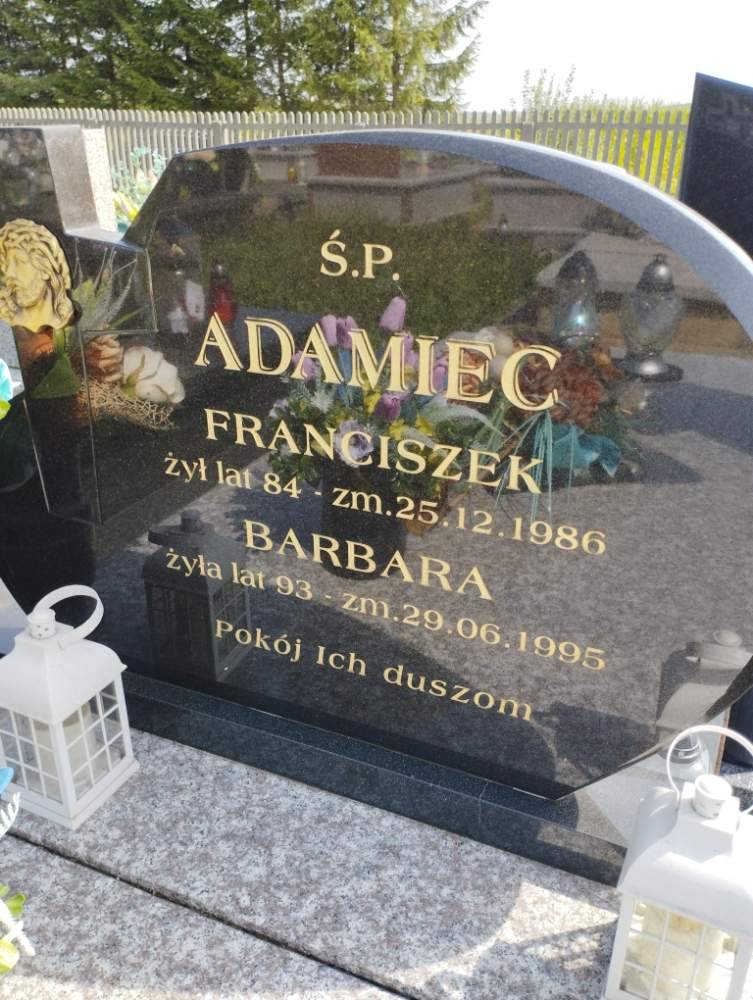 Ś.P.
ADAMIEC
FRANCISZEK
żył lat 84 - zm.25.12.1986
BARBARA
żyła lat 93 - zm.29.06.1995
Pokój Ich duszom